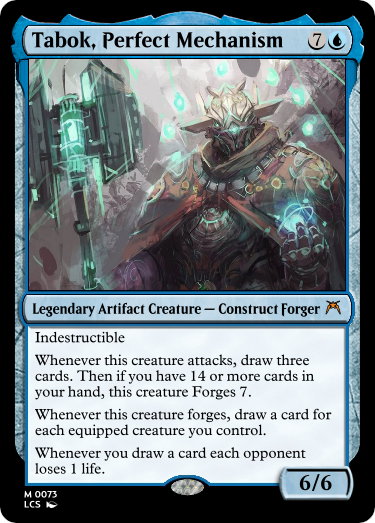 Tabok, Perfect Mechanism 7
Legendary Artifact Creature — Construct Forger
Indestructible
Whenever this creature attacks, draw three
cards. Then if you have 14 or more cards in
your hand, this creature Forges 7.
Whenever this creature forges, draw a card for
each equipped creature you control.
Whenever you draw a card each opponent
loses 1 life.
6/6
M 0073
LCS